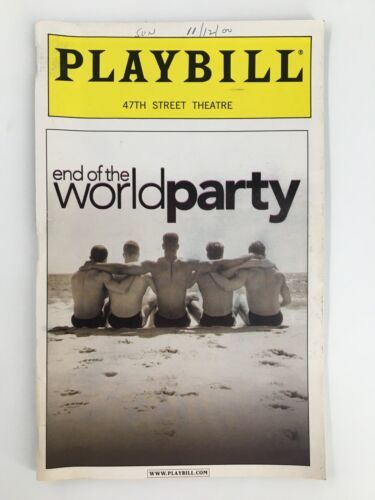 SUN 11/12/00
PLAYBILL®
47TH STREET THEATRE
end of the
worldparty
WWW.PLAYBILL.COM